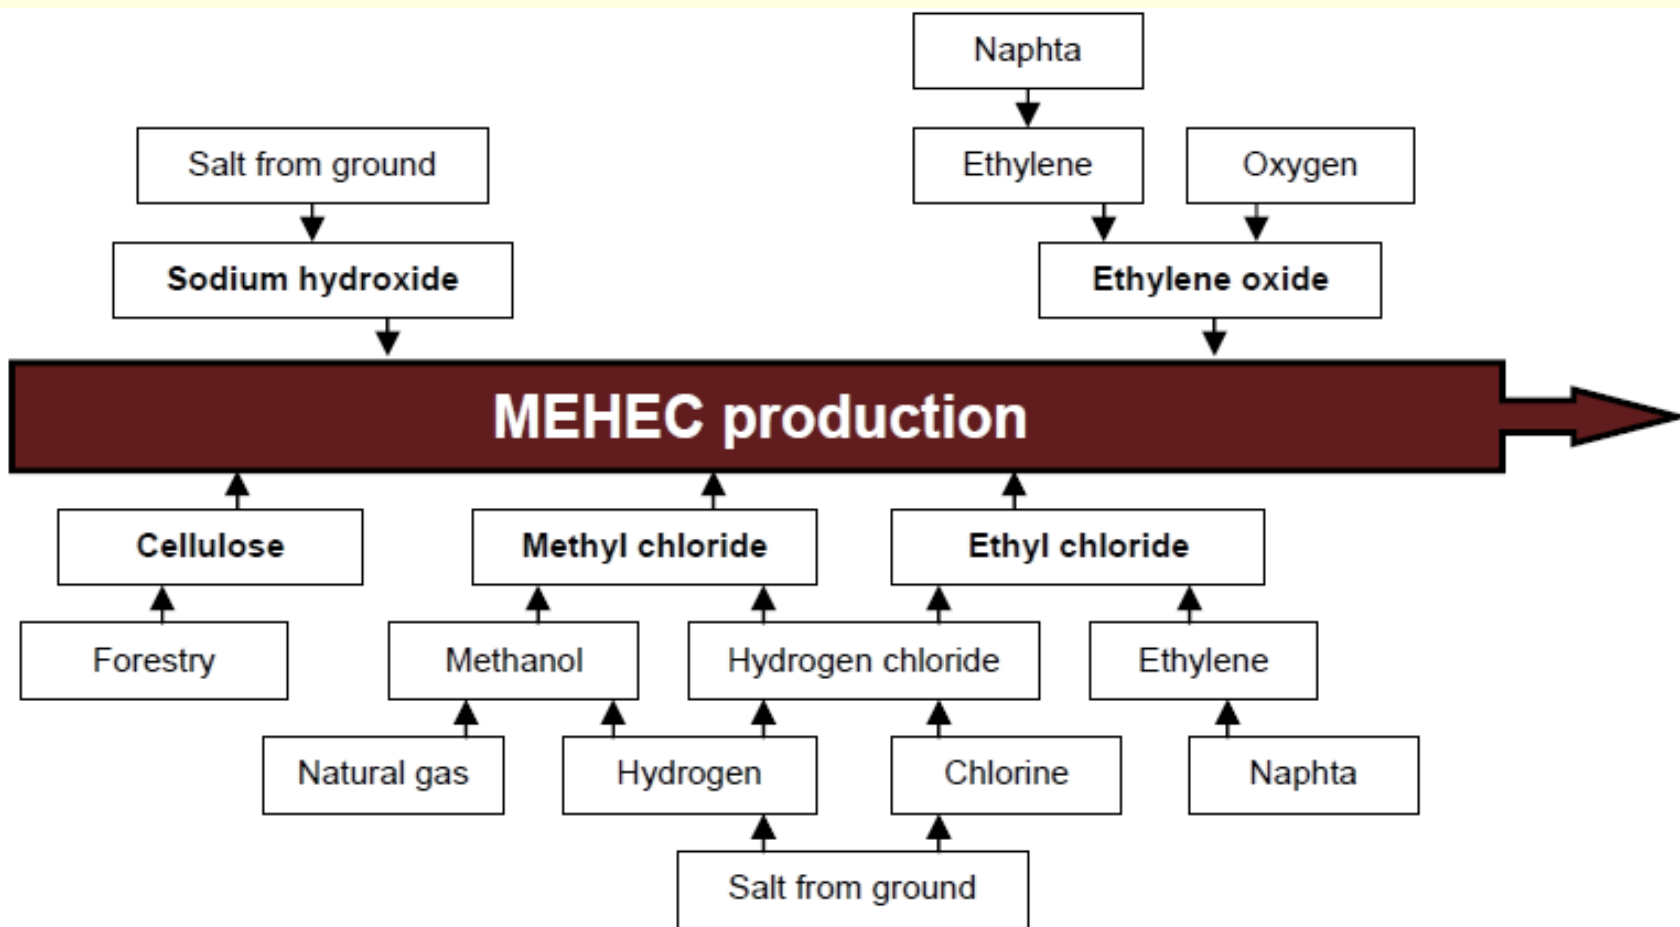 Naphta
Salt from ground
Ethylene
Oxygen
Sodium hydroxide
Ethylene oxide
MEHEC production
Cellulose
Methyl chloride
Ethyl chloride
Forestry
Methanol
Hydrogen chloride
Ethylene
Natural gas
Hydrogen
Chlorine
Naphta
Salt from ground